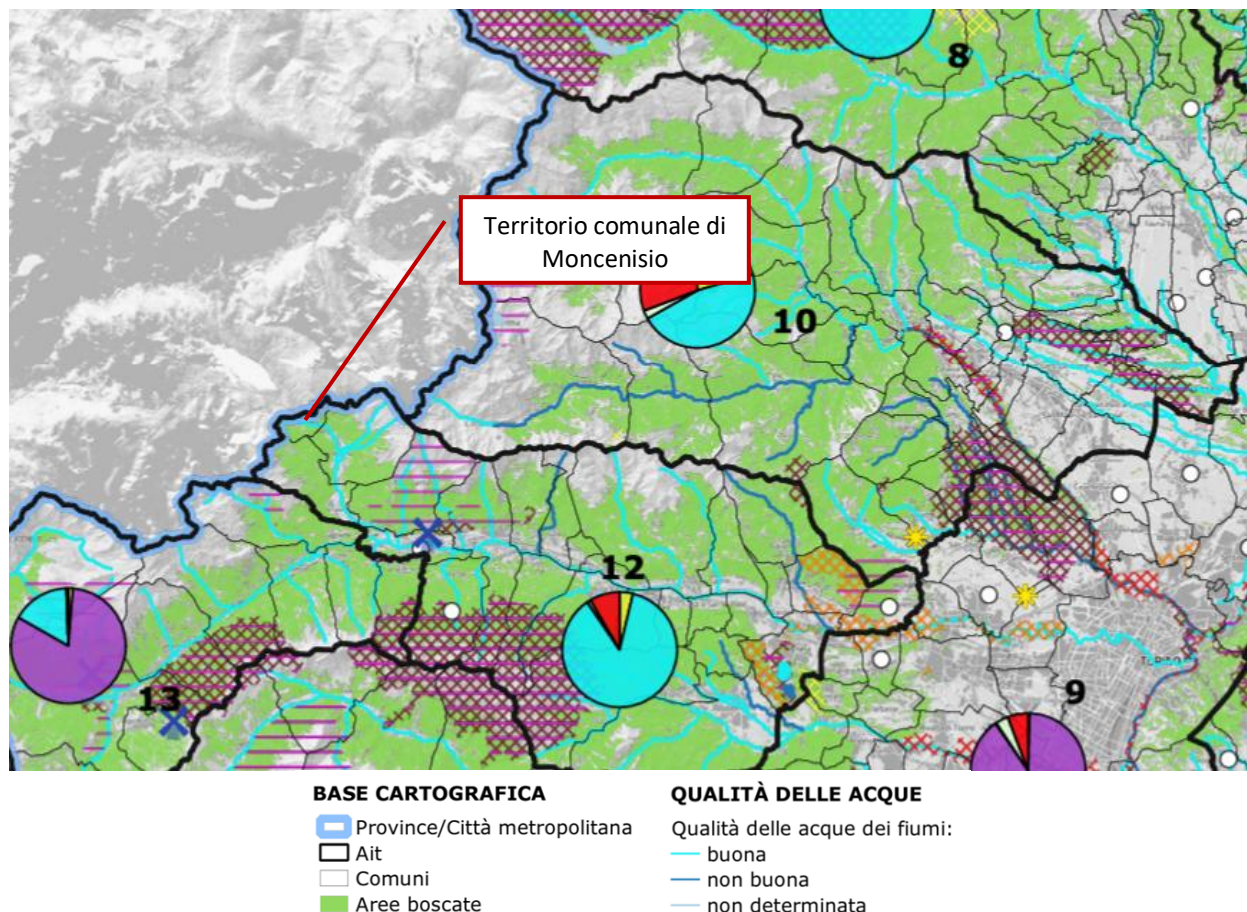 8
Territorio comunale di
Moncenisio
10
12
13
9
TORINO
BASE CARTOGRAFICA
Province/Città metropolitana
Ait
Comuni
Aree boscate
QUALITÀ DELLE ACQUE
Qualità delle acque dei fiumi:
buona
non buona
non determinata